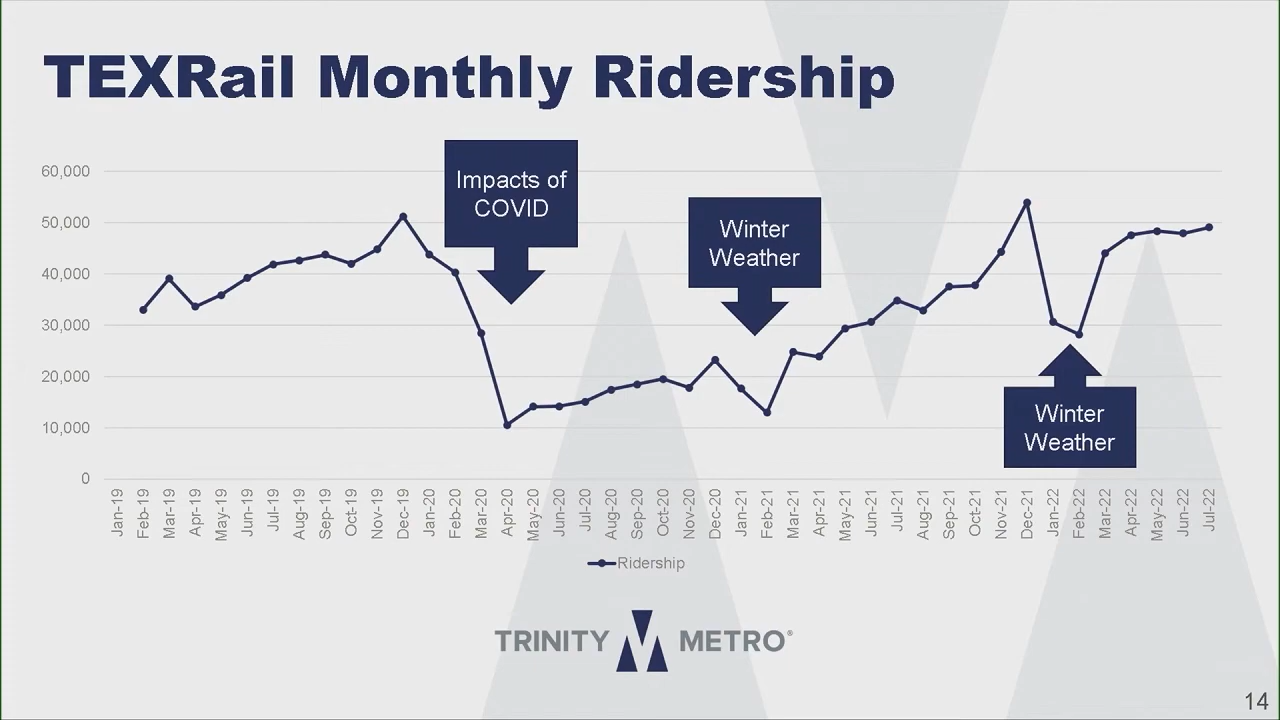 TEXRail Monthly Ridership
Impacts of
COVID
Winter
Weather
Winter
Weather
60,000
50,000
40,000
30,000
20,000
10,000
0
Jan-19
Feb-19
Mar-19
Apr-19
May-19
Jun-19
Jul-19
Aug-19
Sep-19
Oct-19
Nov-19
Dec-19
Jan-20
Feb-20
Mar-20
Apr-20
May-20
Jun-20
Jul-20
Aug-20
Sep-20
Oct-20
Nov-20
Dec-20
Jan-21
Feb-21
Mar-21
Apr-21
May-21
Jun-21
Jul-21
Aug-21
Sep-21
Oct-21
Nov-21
Dec-21
Jan-22
Feb-22
Mar-22
Apr-22
May-22
Jun-22
Jul-22
Ridership
TRINITY METRO®
14